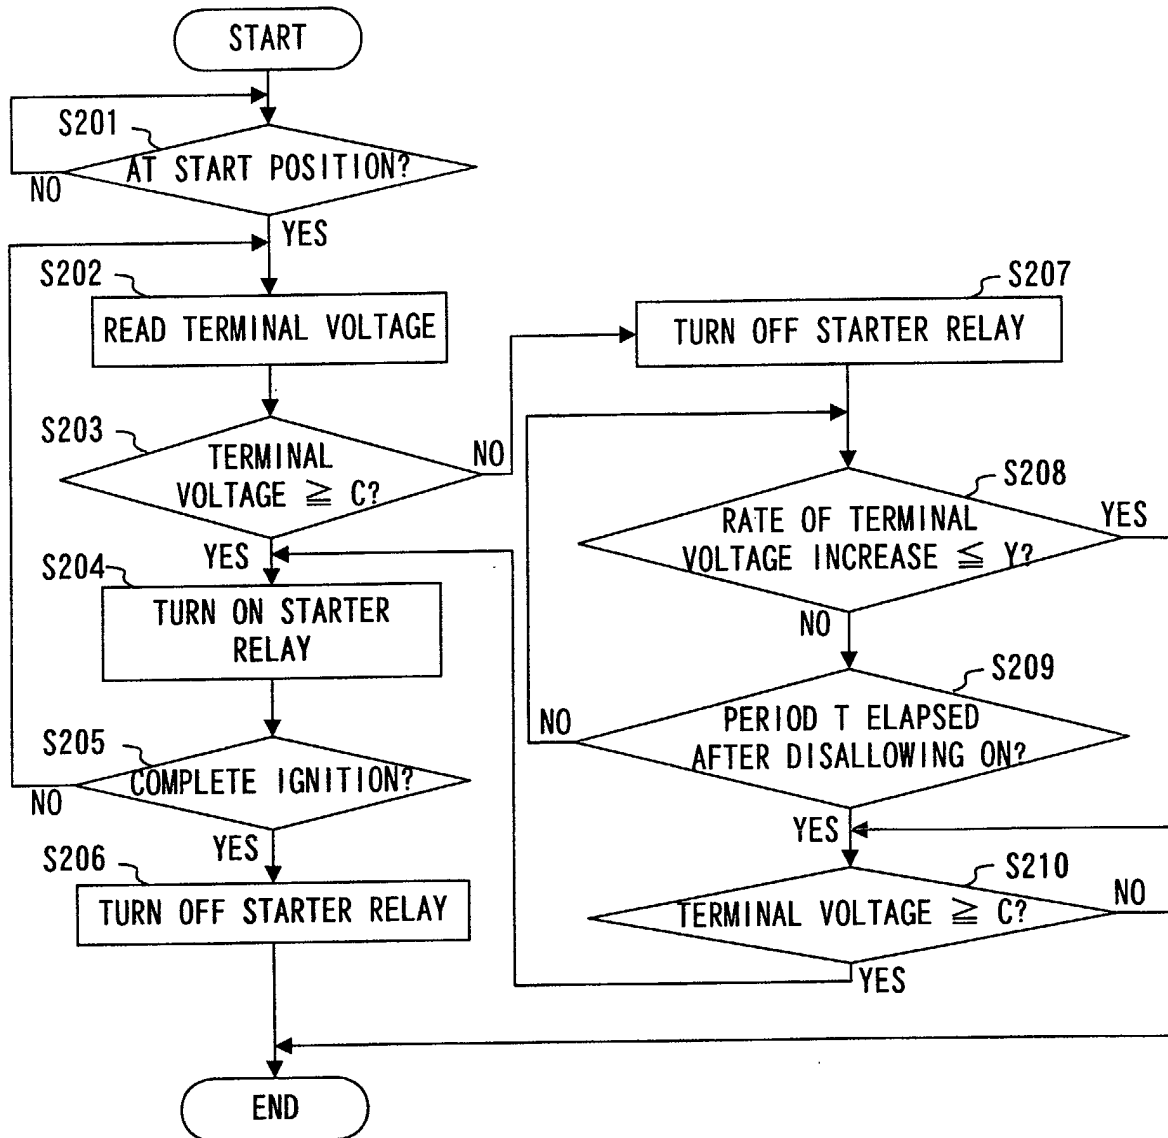 START
S201
AT START POSITION?
NO
YES
S202
READ TERMINAL VOLTAGE
S203
TERMINAL
VOLTAGE ≧ C?
NO
YES
S204
TURN ON STARTER
RELAY
S205
COMPLETE IGNITION?
NO
YES
S206
TURN OFF STARTER RELAY
END
S207
TURN OFF STARTER RELAY
S208
RATE OF TERMINAL
VOLTAGE INCREASE ≦ Y?
YES
NO
S209
PERIOD T ELAPSED
AFTER DISALLOWING ON?
NO
YES
S210
TERMINAL VOLTAGE ≧ C?
NO
YES